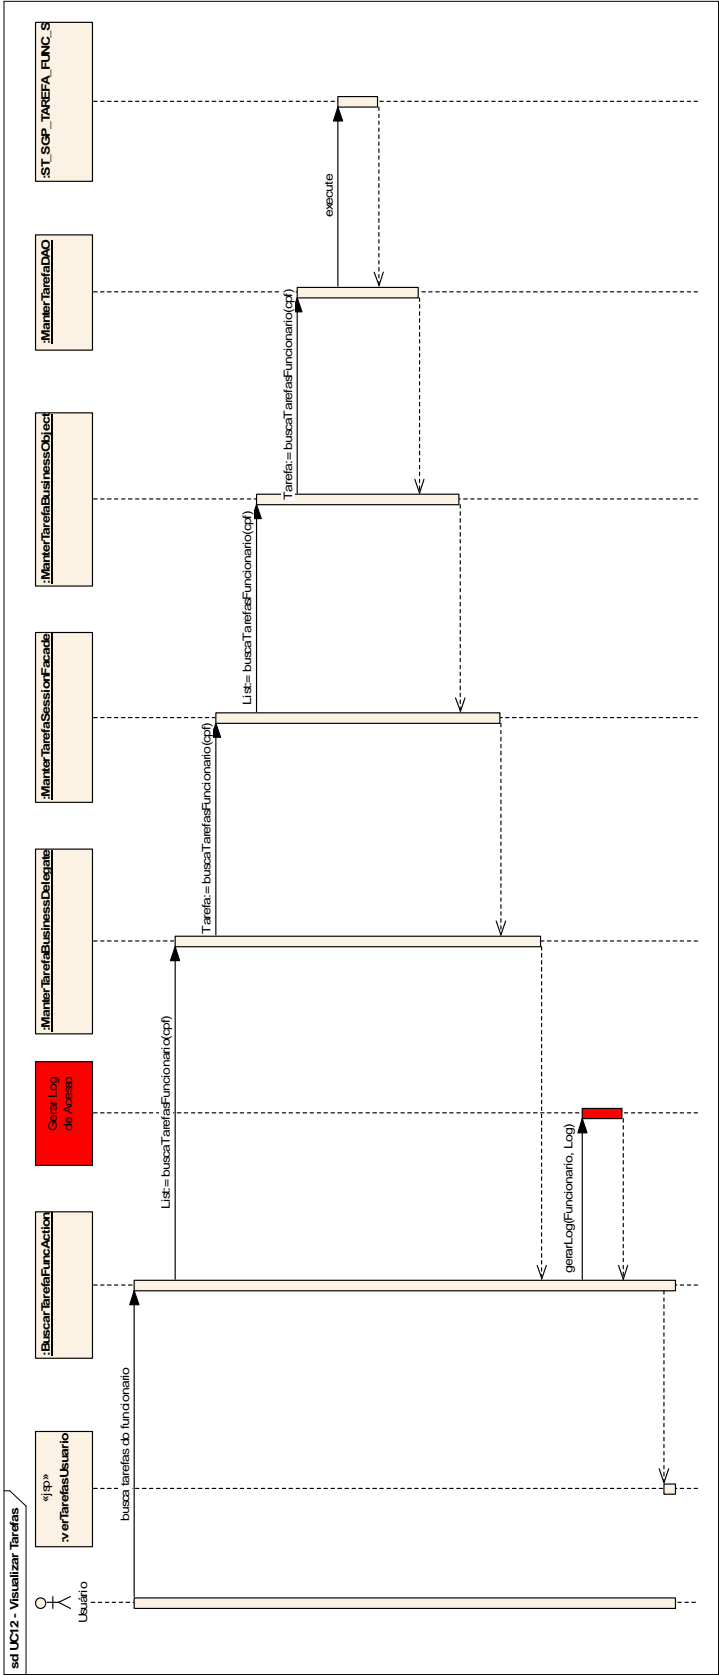 sd UC12 - Visualizar Tarefas
Usuário
«jsp»
:verTarefasUsuario
:BuscarTarefaFuncAction
Gerar Log
de Acesso
:ManterTarefaBusinessDelegate
:ManterTarefaSessionFacade
:ManterTarefaBusinessObject
:ManterTarefaDAO
:ST_SGP_TAREFA_FUNC_S
busca tarefas do funcionario
List:= buscaTarefasFuncionario(cpf)
Tarefa:= buscaTarefasFuncionario(cpf)
List:= buscaTarefasFuncionario(cpf)
Tarefa:= buscaTarefasFuncionario(cpf)
execute
gerarLog(Funcionario, Log)